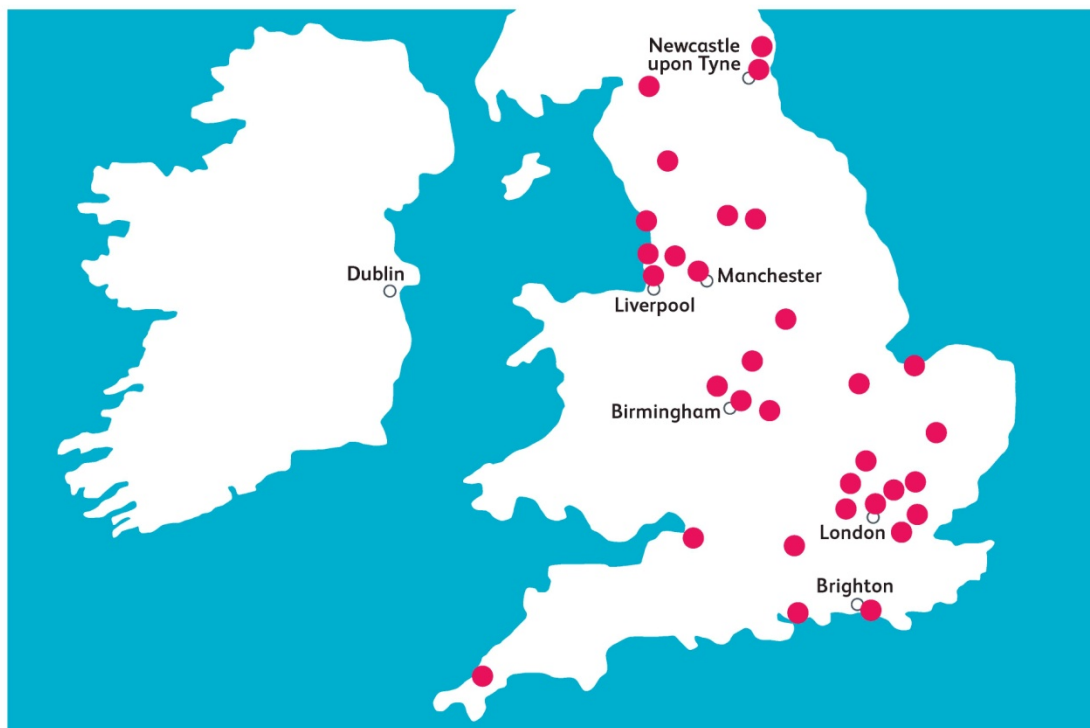 Newcastle
upon Tyne
Dublin
Manchester
Liverpool
Birmingham
London
Brighton